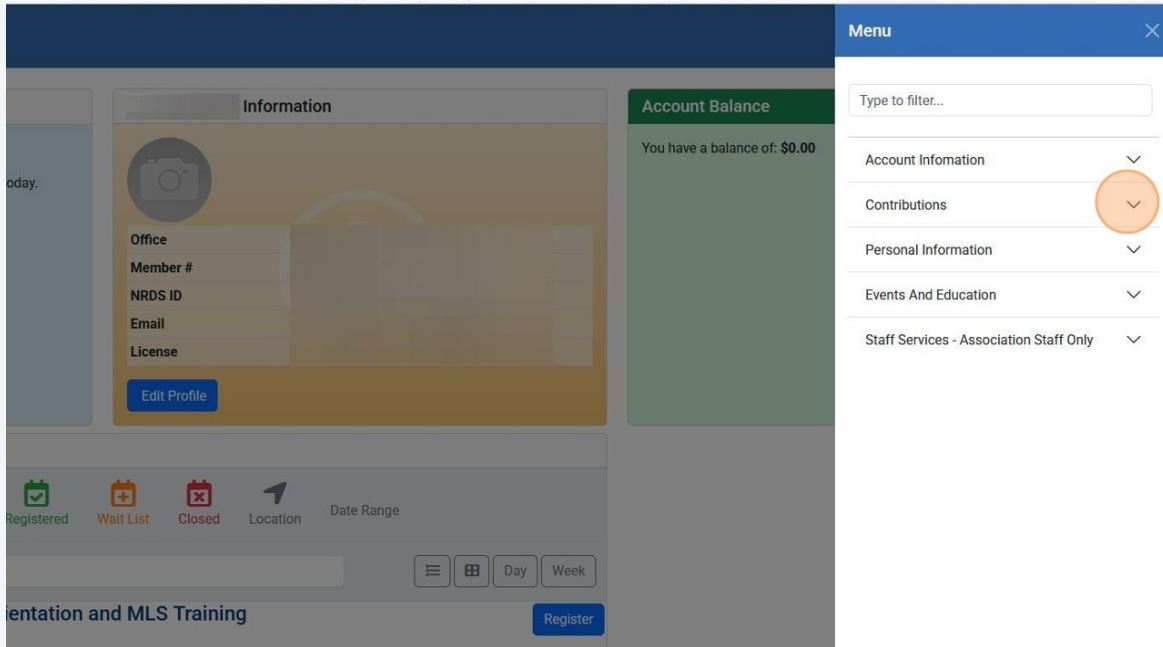 Menu
Type to filter...
Account Infomation
Contributions
Personal Information
Events And Education
Staff Services - Association Staff Only
Information
Office
Member #
NRDS ID
Email
License
Edit Profile
Account Balance
You have a balance of: $0.00
oday.
Registered
Wait List
Closed
Location
Date Range
Day
Week
ientation and MLS Training
Register